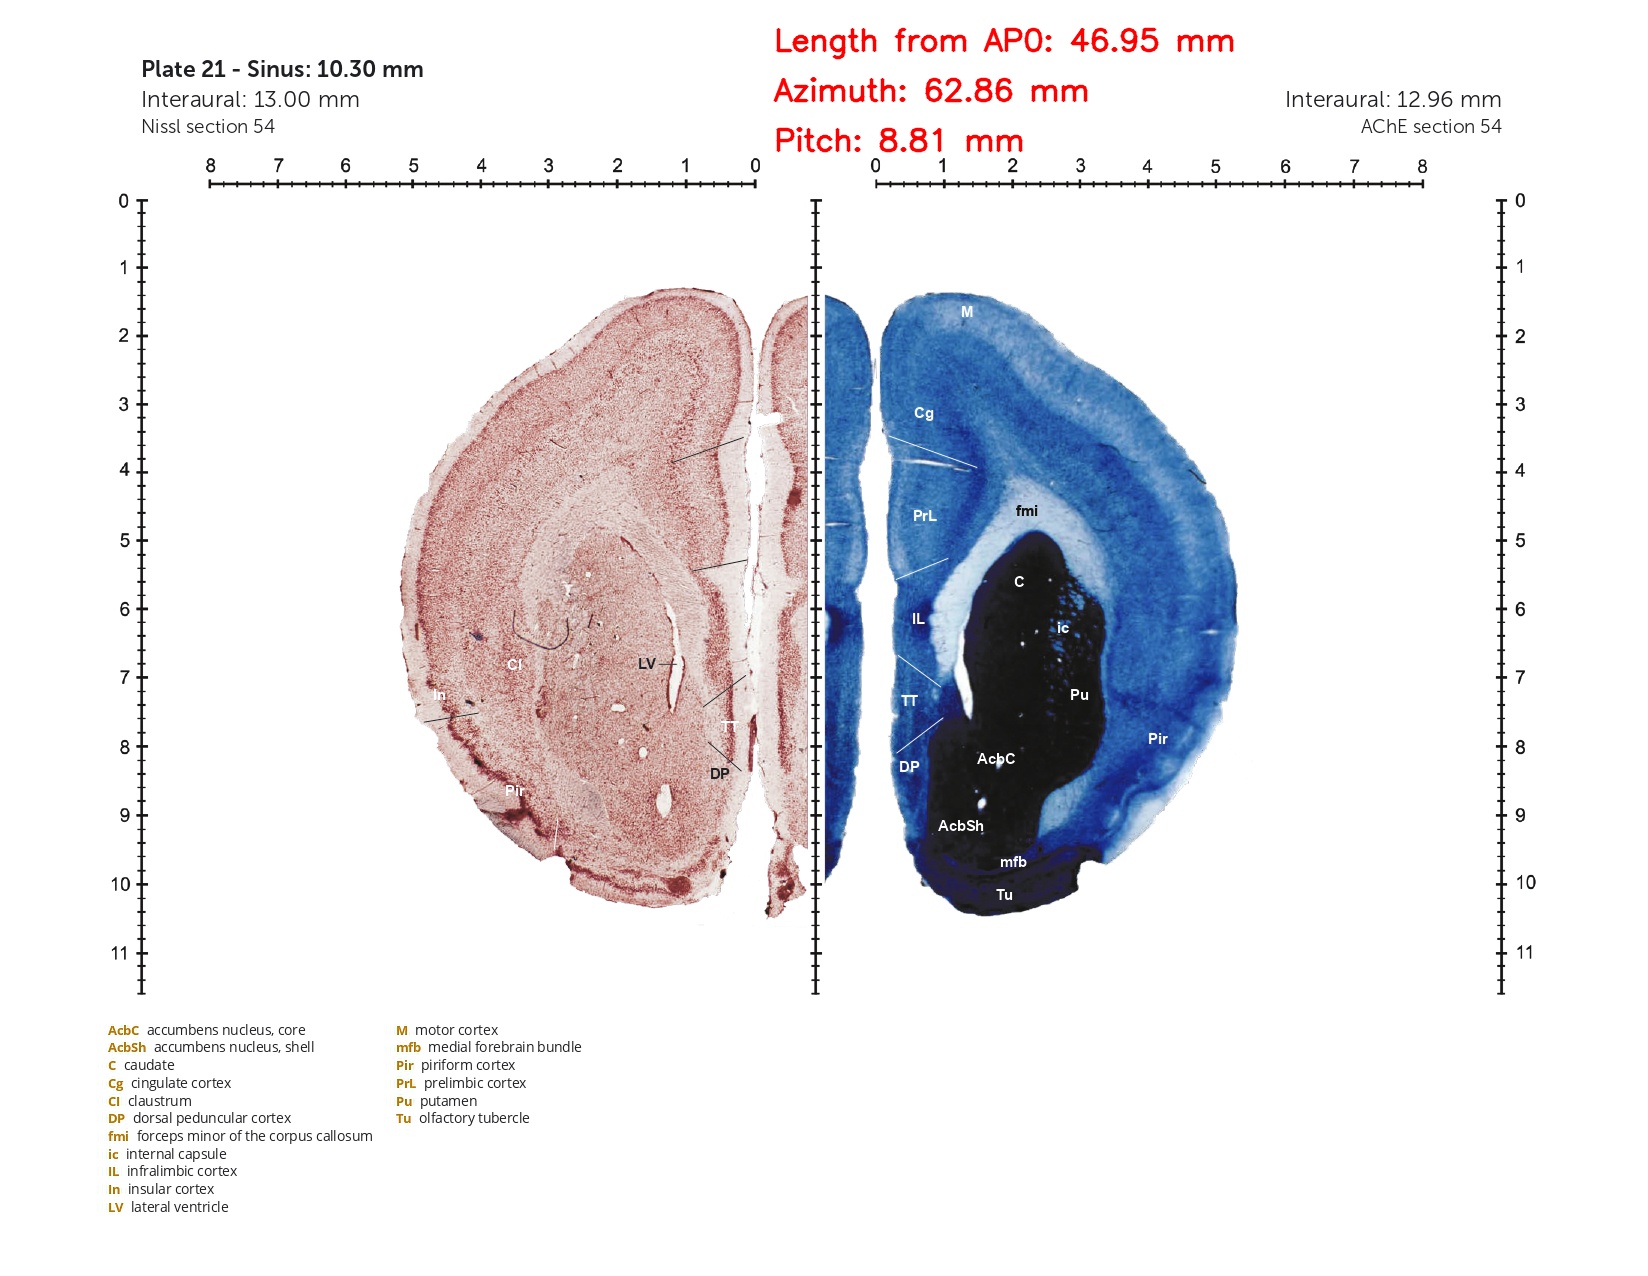 Length from AP0: 46.95 mm
Plate 21 - Sinus: 10.30 mm
Azimuth: 62.86 mm
Interaural: 13.00 mm
Interaural: 12.96 mm
Nissl section 54
AChE section 54
Pitch: 8.81 mm
8 7 6 5 4 3 2 1 0
0 1 2 3 4 5 6 7 8
0 0
1 1
M
2 2
3 3
Cg
4 4
fmi
PrL
5 5
C
6 6
IL
ic
LV
CI
7 7
In
Pu
TT
TT
Pir
8 8
AcbC
DP
DP
Pir
9 9
AcbSh
mfb
10 10
Tu
11 11
AcbC accumbens nucleus, core
AcbSh accumbens nucleus, shell
C caudate
Cg cingulate cortex
CI claustrum
DP dorsal peduncular cortex
fmi forceps minor of the corpus callosum
ic internal capsule
IL infralimbic cortex
In insular cortex
LV lateral ventricle
M motor cortex
mfb medial forebrain bundle
Pir piriform cortex
PrL prelimbic cortex
Pu putamen
Tu olfactory tubercle